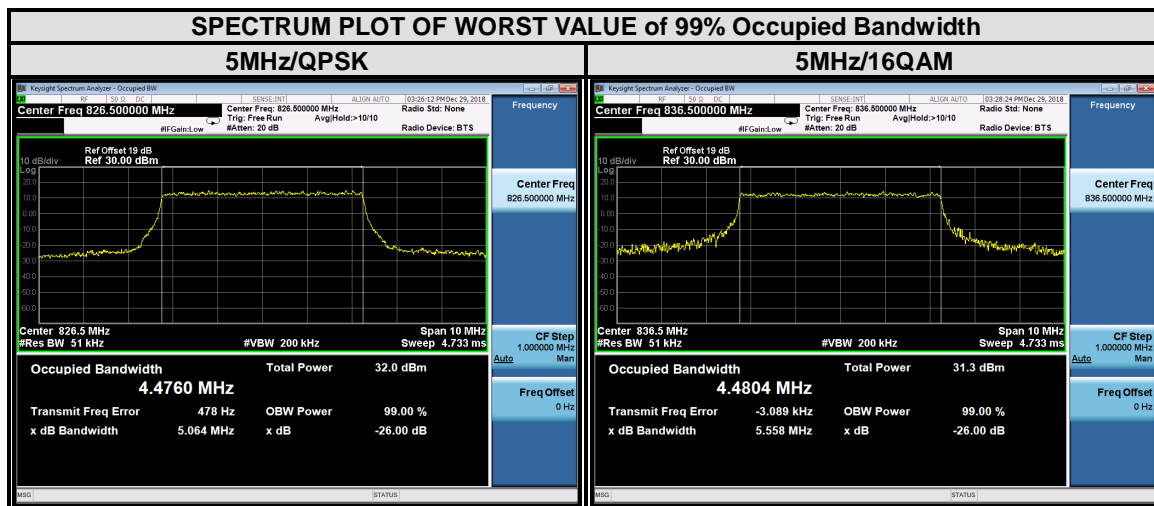 SPECTRUM PLOT OF WORST VALUE of 99% Occupied Bandwidth
5MHz/QPSK
Keysight Spectrum Analyzer - Occupied BW
RF 50 Ω DC SENSE:INT ALIGN AUTO 03:26:12 PM Dec 29, 2018
Center Freq 826.500000 MHz
Center Freq: 826.500000 MHz Radio Std: None
Trig: Free Run Avg|Hold:>10/10
#IFGain:Low #Atten: 20 dB Radio Device: BTS
Ref Offset 19 dB
10 dB/div Ref 30.00 dBm
Log
20.0
10.0
0.00
-10.0
-20.0
-30.0
-40.0
-50.0
-60.0
Center 826.5 MHz Span 10 MHz
#Res BW 51 kHz #VBW 200 kHz Sweep 4.733 ms
Occupied Bandwidth Total Power 32.0 dBm
4.4760 MHz
Transmit Freq Error 478 Hz OBW Power 99.00 %
x dB Bandwidth 5.064 MHz x dB -26.00 dB
MSG STATUS
Frequency
Center Freq
826.500000 MHz
CF Step
1.000000 MHz
Auto Man
Freq Offset
0 Hz
5MHz/16QAM
Keysight Spectrum Analyzer - Occupied BW
RF 50 Ω DC SENSE:INT ALIGN AUTO 03:28:24 PM Dec 29, 2018
Center Freq 836.500000 MHz
Center Freq: 836.500000 MHz Radio Std: None
Trig: Free Run Avg|Hold:>10/10
#IFGain:Low #Atten: 20 dB Radio Device: BTS
Ref Offset 19 dB
10 dB/div Ref 30.00 dBm
Log
20.0
10.0
0.00
-10.0
-20.0
-30.0
-40.0
-50.0
-60.0
Center 836.5 MHz Span 10 MHz
#Res BW 51 kHz #VBW 200 kHz Sweep 4.733 ms
Occupied Bandwidth Total Power 31.3 dBm
4.4804 MHz
Transmit Freq Error -3.089 kHz OBW Power 99.00 %
x dB Bandwidth 5.558 MHz x dB -26.00 dB
MSG STATUS
Frequency
Center Freq
836.500000 MHz
CF Step
1.000000 MHz
Auto Man
Freq Offset
0 Hz